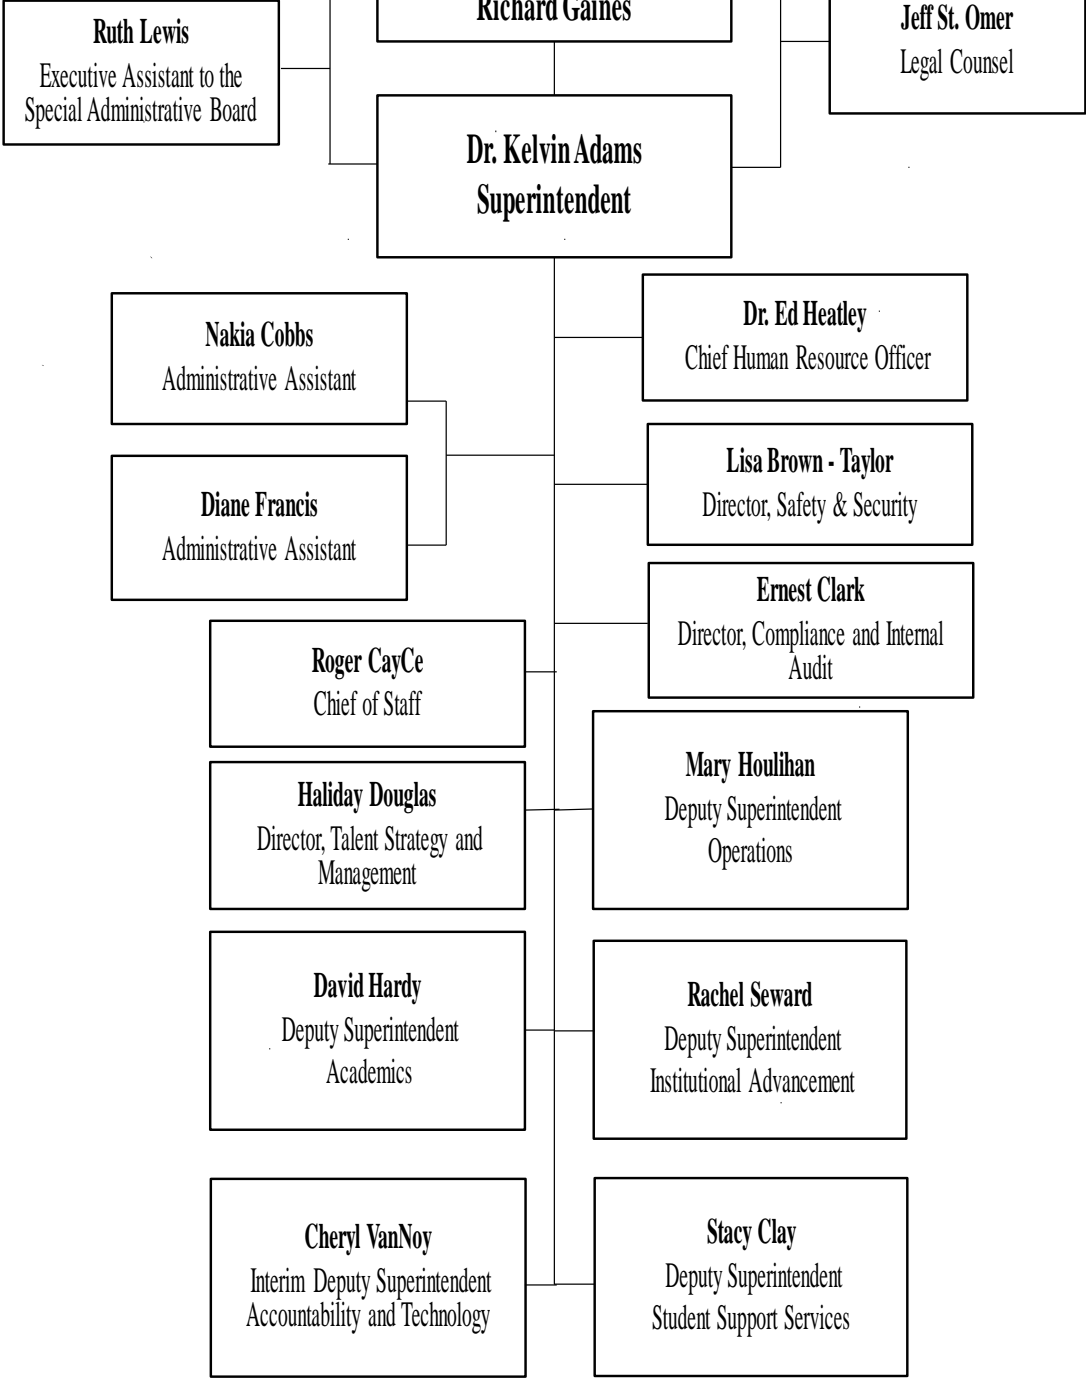 Richard Gaines
Ruth Lewis
Executive Assistant to the
Special Administrative Board
Jeff St. Omer
Legal Counsel
Dr. Kelvin Adams
Superintendent
Nakia Cobbs
Administrative Assistant
Dr. Ed Heatley
Chief Human Resource Officer
Diane Francis
Administrative Assistant
Lisa Brown - Taylor
Director, Safety & Security
Ernest Clark
Director, Compliance and Internal
Audit
Roger CayCe
Chief of Staff
Haliday Douglas
Director, Talent Strategy and
Management
Mary Houlihan
Deputy Superintendent
Operations
David Hardy
Deputy Superintendent
Academics
Rachel Seward
Deputy Superintendent
Institutional Advancement
Cheryl VanNoy
Interim Deputy Superintendent
Accountability and Technology
Stacy Clay
Deputy Superintendent
Student Support Services